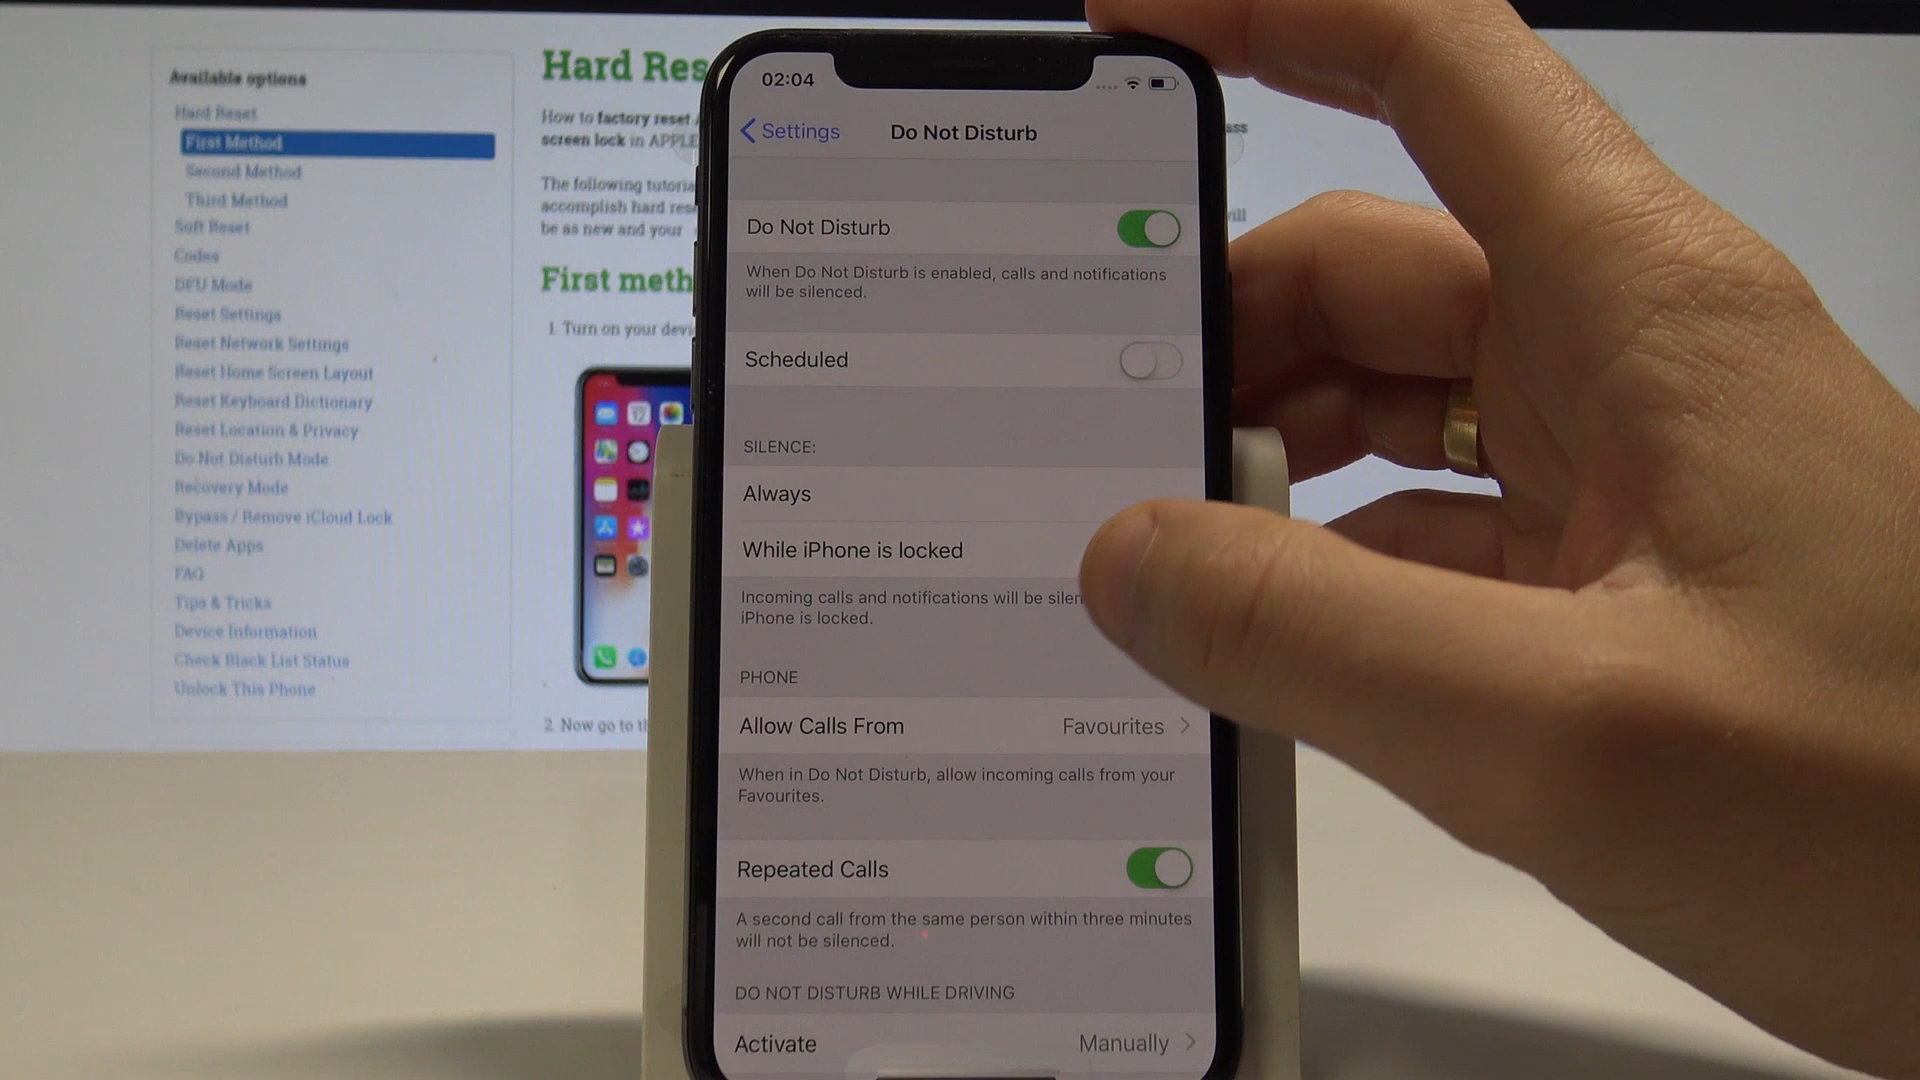 Available options
Hard Reset
First Method
Second Method
Third Method
Soft Reset
Codes
DFU Mode
Reset Settings
Reset Network Settings
Reset Home Screen Layout
Reset Keyboard Dictionary
Reset Location & Privacy
Do Not Disturb Mode
Recovery Mode
Bypass / Remove iCloud Lock
Delete Apps
FAQ
Tips & Tricks
Device Information
Check Black List Status
Unlock This Phone
Hard Res
How to factory reset
screen lock in APPLE
The following tutoria
accomplish hard rese
be as new and your
First meth
1. Turn on your devi
2. Now go to th
02:04
Settings
Do Not Disturb
Do Not Disturb
When Do Not Disturb is enabled, calls and notifications
will be silenced.
Scheduled
SILENCE:
Always
While iPhone is locked
Incoming calls and notifications will be silen
iPhone is locked.
PHONE
Allow Calls From
Favourites
When in Do Not Disturb, allow incoming calls from your
Favourites.
Repeated Calls
A second call from the same person within three minutes
will not be silenced.
DO NOT DISTURB WHILE DRIVING
Activate
Manually